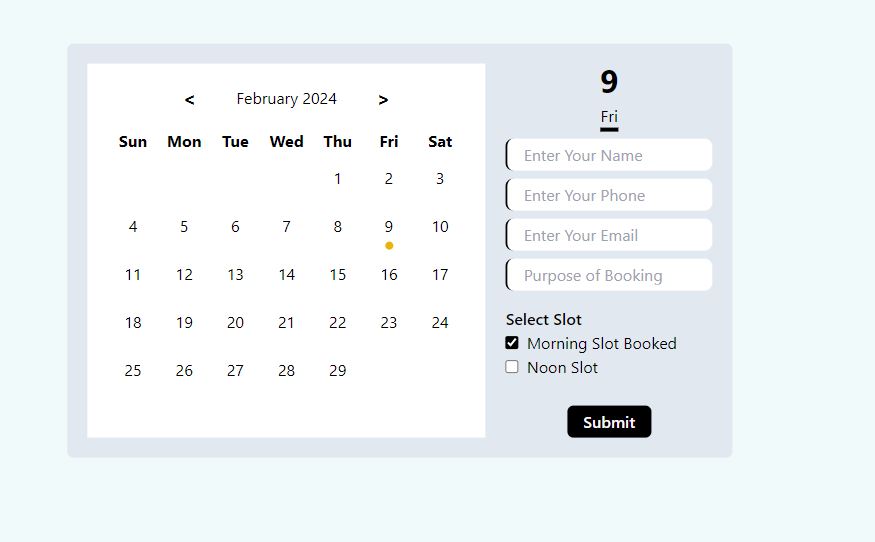 < February 2024 >
Sun Mon Tue Wed Thu Fri Sat
1 2 3
4 5 6 7 8 9 10
11 12 13 14 15 16 17
18 19 20 21 22 23 24
25 26 27 28 29
9
Fri
Enter Your Name
Enter Your Phone
Enter Your Email
Purpose of Booking
Select Slot
Morning Slot Booked
Noon Slot
Submit